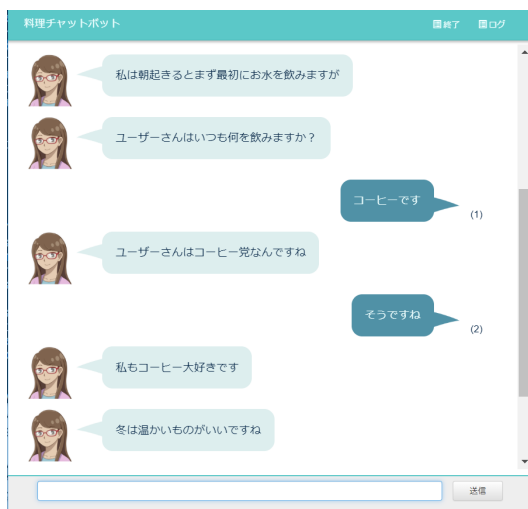 料理チャットボット
終了 ログ
私は朝起きるとまず最初にお水を飲みますが
ユーザーさんはいつも何を飲みますか？
コーヒーです
(1)
ユーザーさんはコーヒー党なんですね
そうですね
(2)
私もコーヒー大好きです
冬は温かいものがいいですね
送信